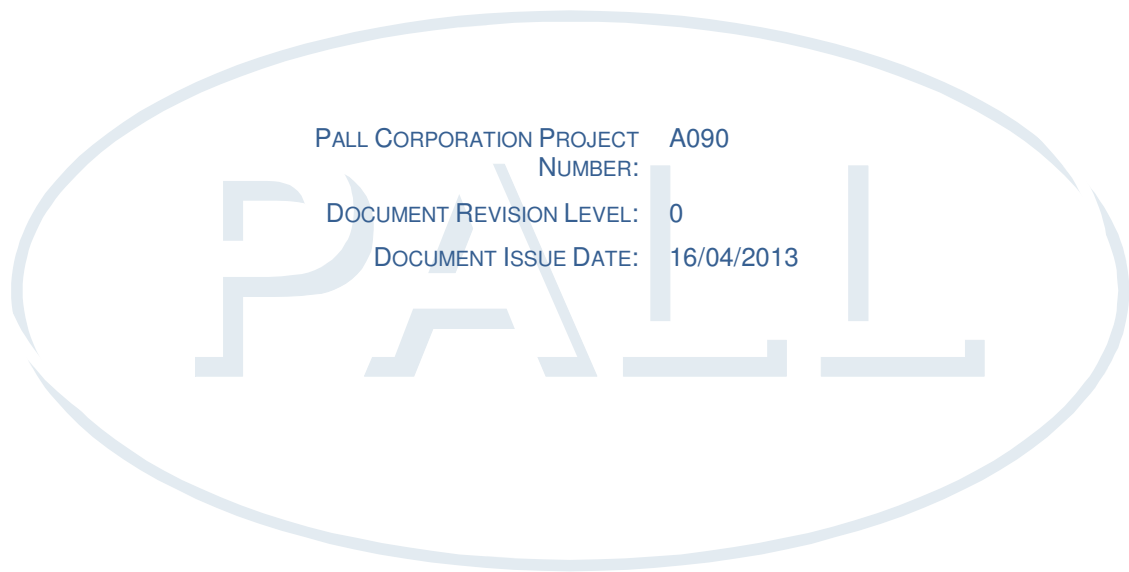 PALL CORPORATION PROJECT A090
NUMBER:
DOCUMENT REVISION LEVEL: 0
DOCUMENT ISSUE DATE: 16/04/2013
PALL